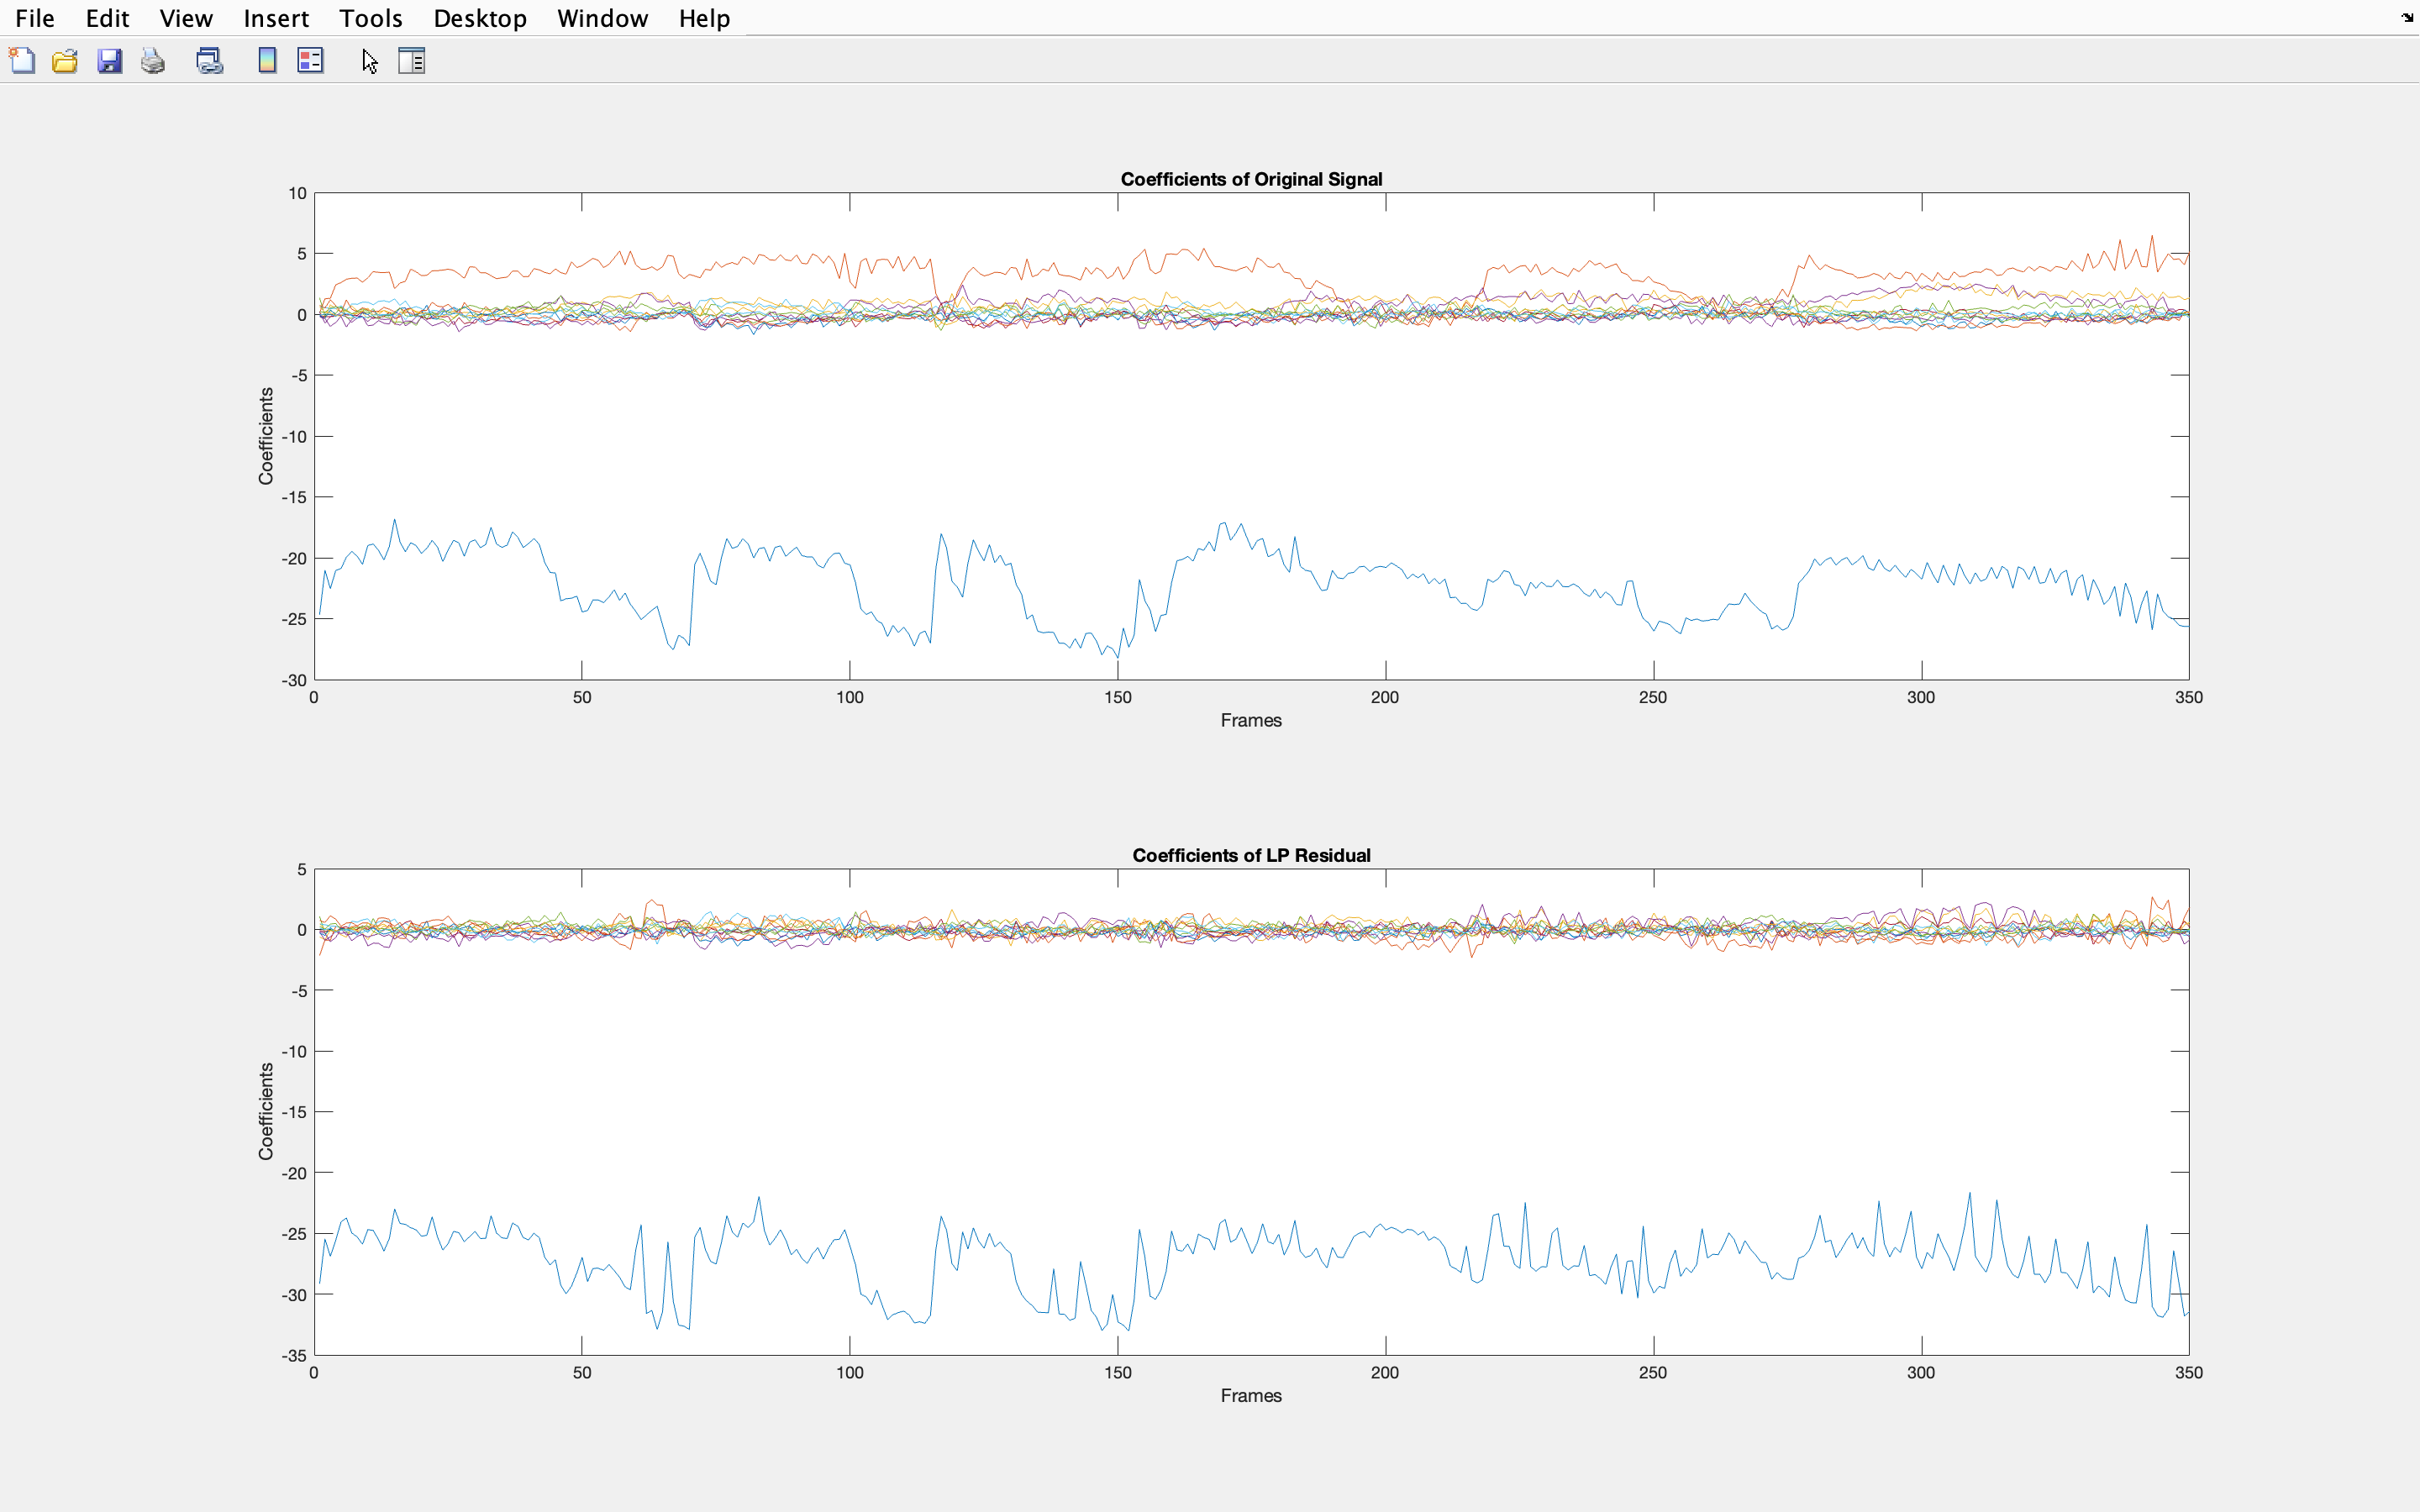 File Edit View Insert Tools Desktop Window Help
Coefficients of Original Signal
10
5
0
-5
-10
-15
-20
-25
-30
Coefficients
0 50 100 150 200 250 300 350
Frames
Coefficients of LP Residual
5
0
-5
-10
-15
-20
-25
-30
-35
Coefficients
0 50 100 150 200 250 300 350
Frames